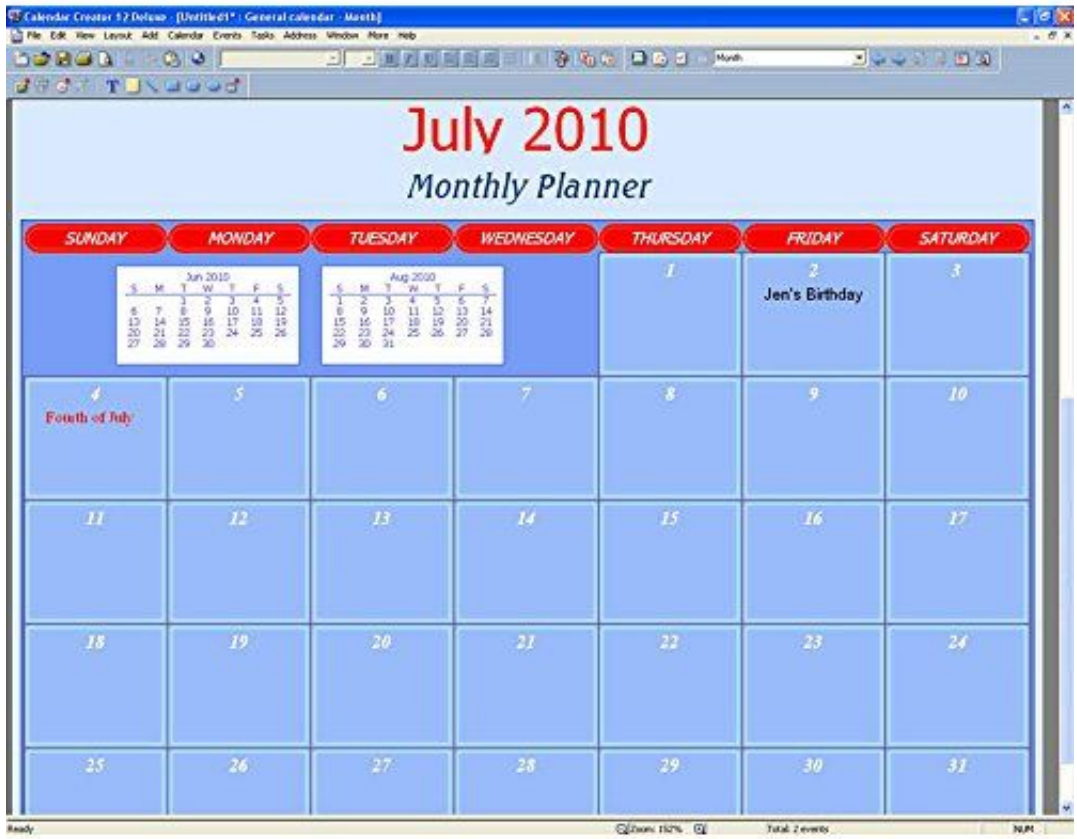 Calendar Creator 12 Deluxe - [Untitled1* : General calendar - Month]
File Edit View Layout Add Calendar Events Tasks Address Window More Help
Month
July 2010
Monthly Planner
SUNDAY MONDAY TUESDAY WEDNESDAY THURSDAY FRIDAY SATURDAY
1 2 3
Jen's Birthday
Jun 2010
S M T W T F S
1 2 3 4 5
6 7 8 9 10 11 12
13 14 15 16 17 18 19
20 21 22 23 24 25 26
27 28 29 30
Aug 2010
S M T W T F S
1 2 3 4 5 6 7
8 9 10 11 12 13 14
15 16 17 18 19 20 21
22 23 24 25 26 27 28
29 30 31
4 5 6 7 8 9 10
Fourth of July
11 12 13 14 15 16 17
18 19 20 21 22 23 24
25 26 27 28 29 30 31
Ready Zoom: 152% Total: 2 events NUM